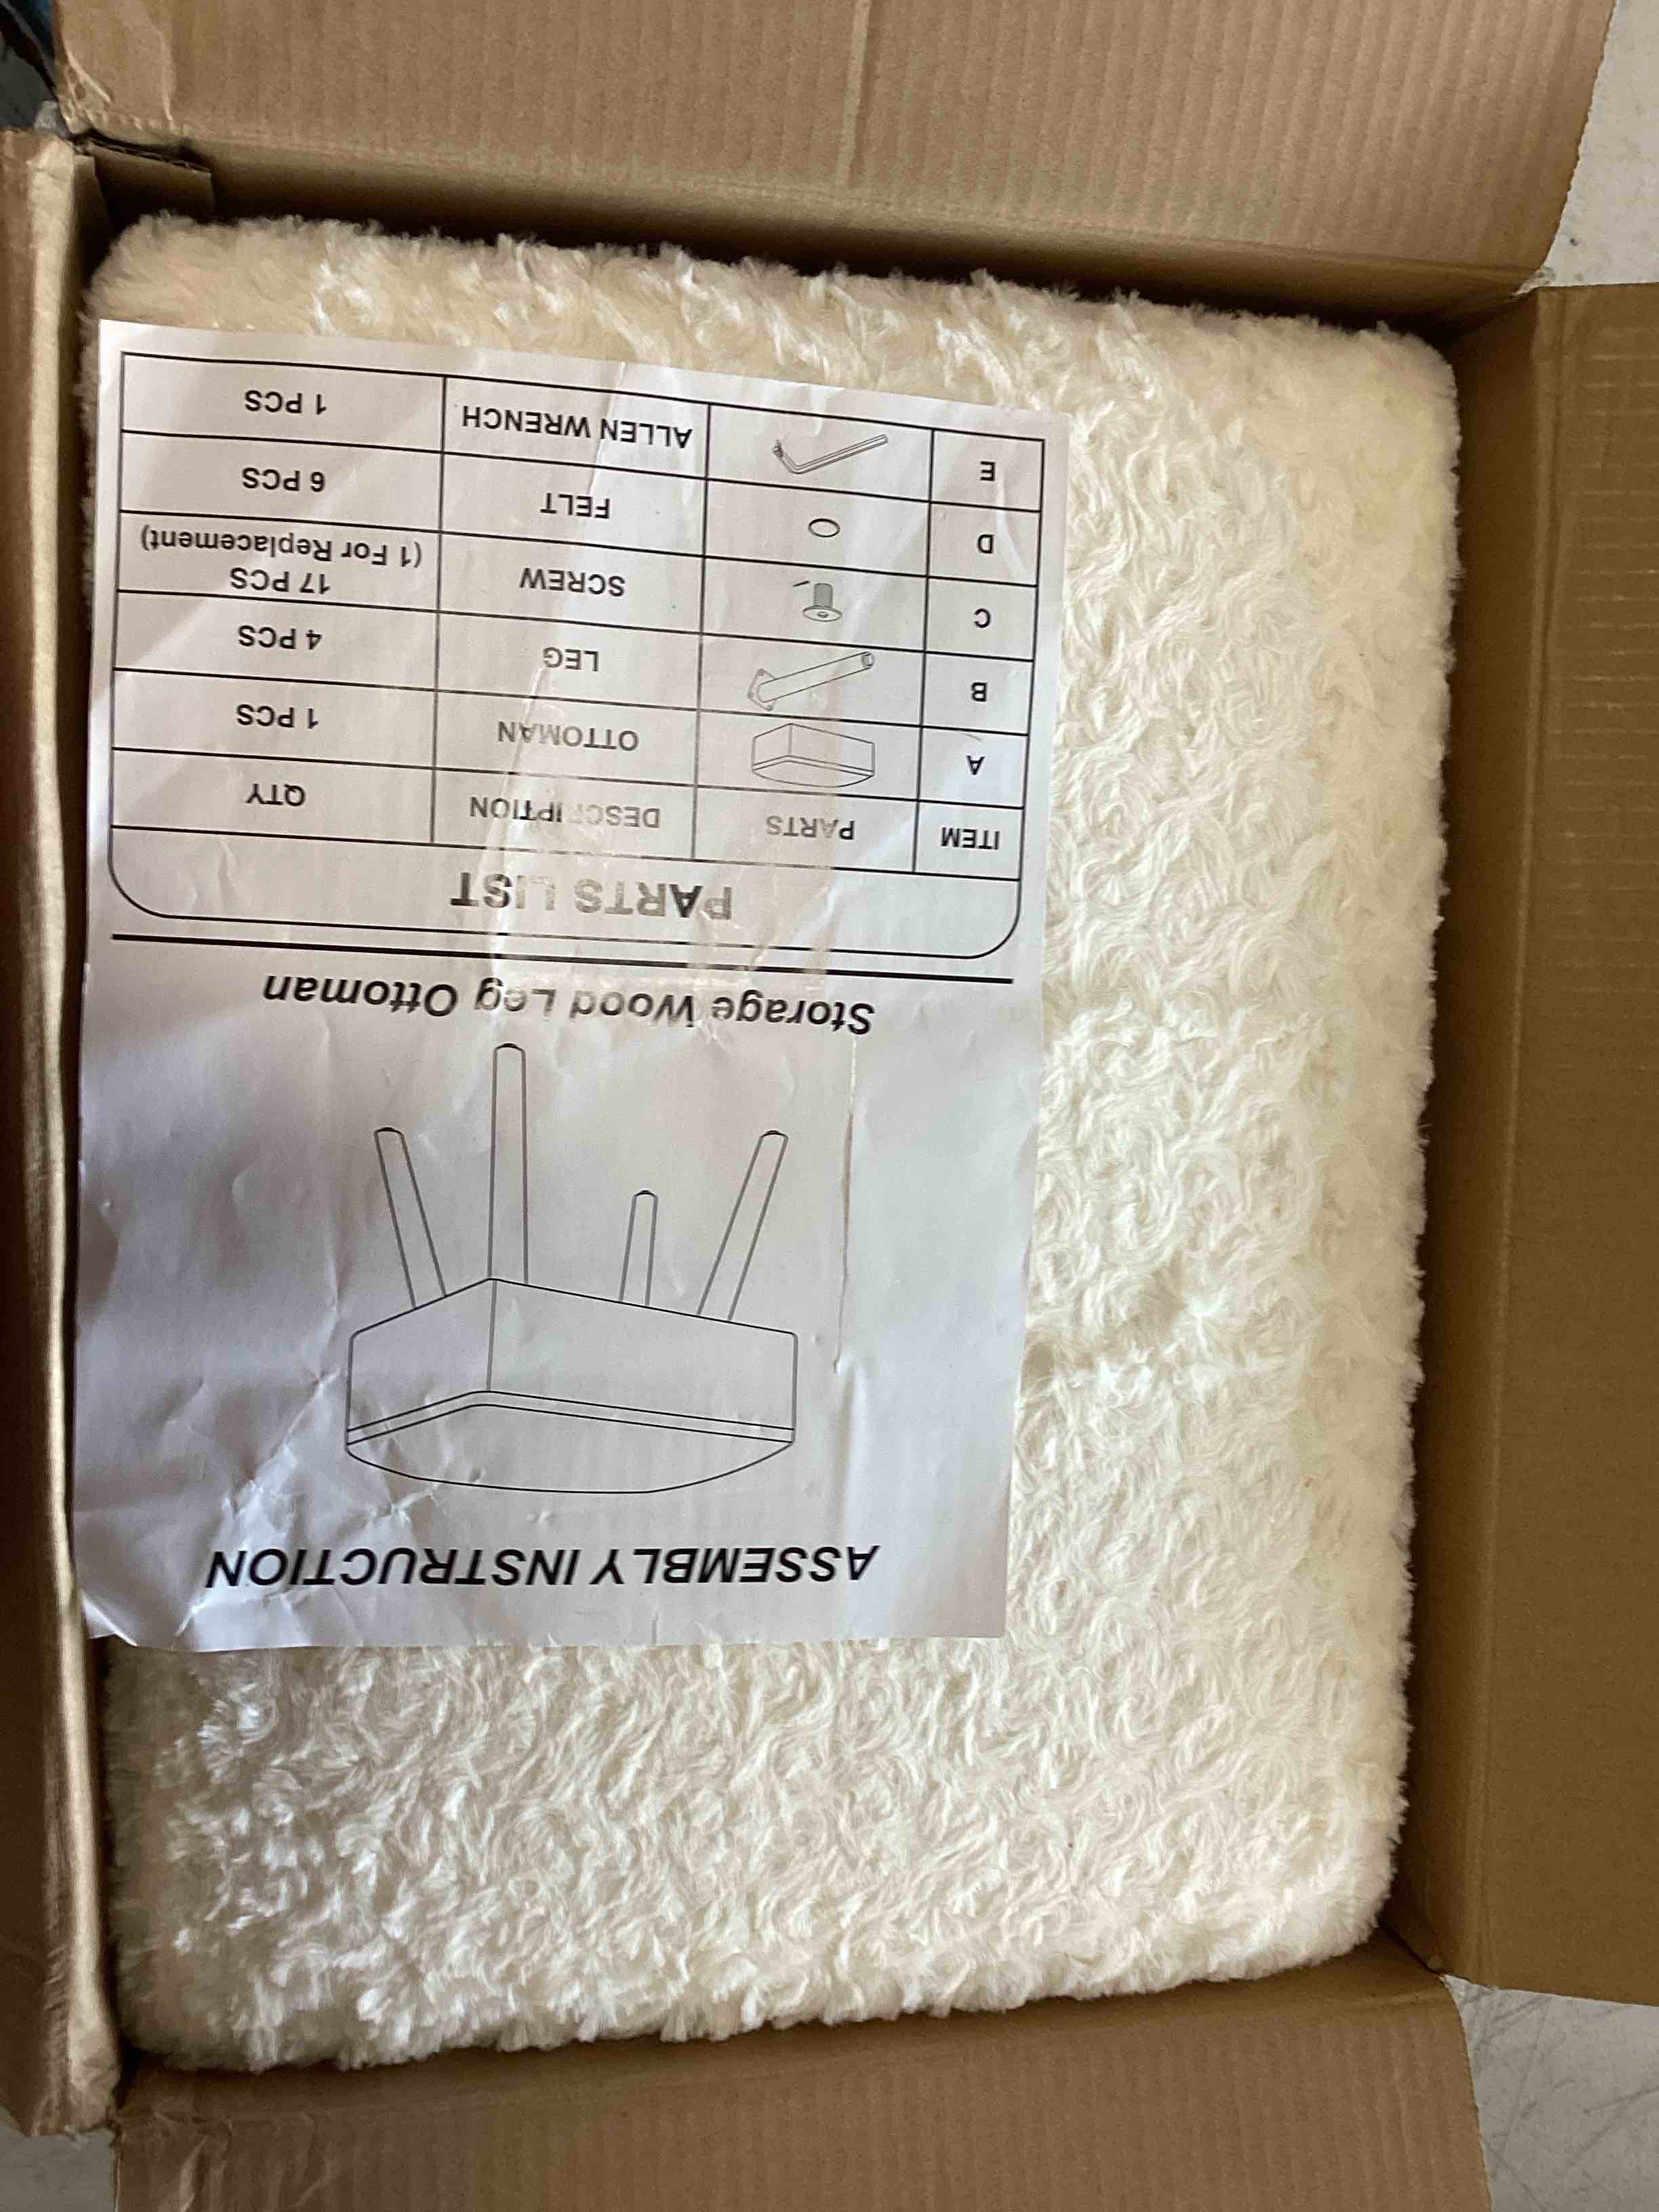 ASSEMBLY INSTRUCTION
Storage Wood Leg Ottoman
PARTS LIST
ITEM PARTS DESCRIPTION QTY
A OTTOMAN 1 PCS
B LEG 4 PCS
C SCREW 17 PCS
(1 For Replacement)
D FELT 6 PCS
E ALLEN WRENCH 1 PCS